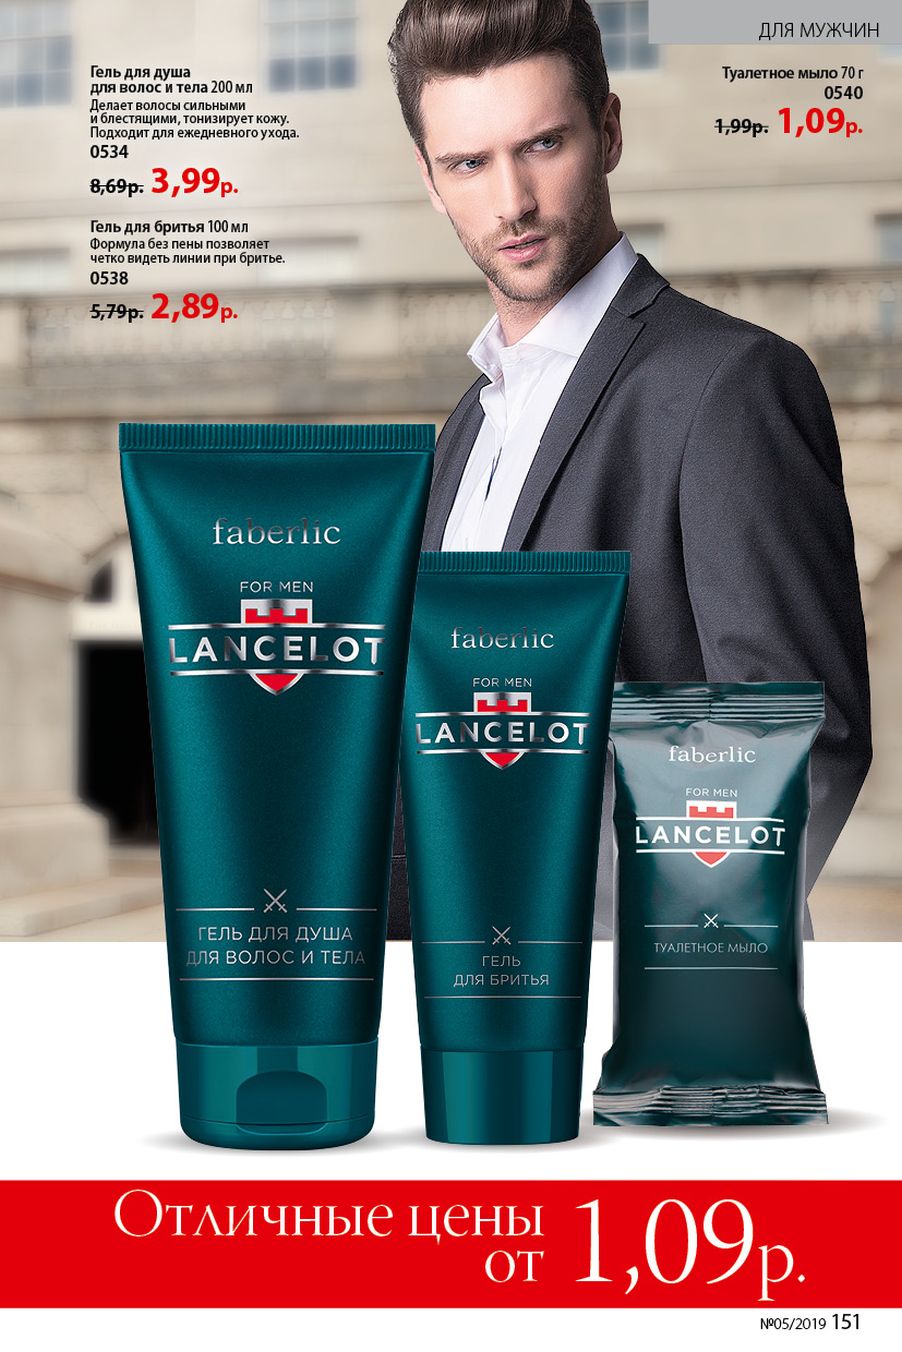 ДЛЯ МУЖЧИН
Гель для душа
для волос и тела 200 мл
Делает волосы сильными
и блестящими, тонизирует кожу.
Подходит для ежедневного ухода.
0534
8,69р. 3,99р.
Гель для бритья 100 мл
Формула без пены позволяет
четко видеть линии при бритье.
0538
5,79р. 2,89р.
Туалетное мыло 70 г
0540
1,99р. 1,09р.
faberlic
FOR MEN
LANCELOT
ГЕЛЬ ДЛЯ ДУША
ДЛЯ ВОЛОС И ТЕЛА
faberlic
FOR MEN
LANCELOT
ГЕЛЬ
ДЛЯ БРИТЬЯ
faberlic
FOR MEN
LANCELOT
ТУАЛЕТНОЕ МЫЛО
Отличные цены
от 1,09р.
№05/2019 151